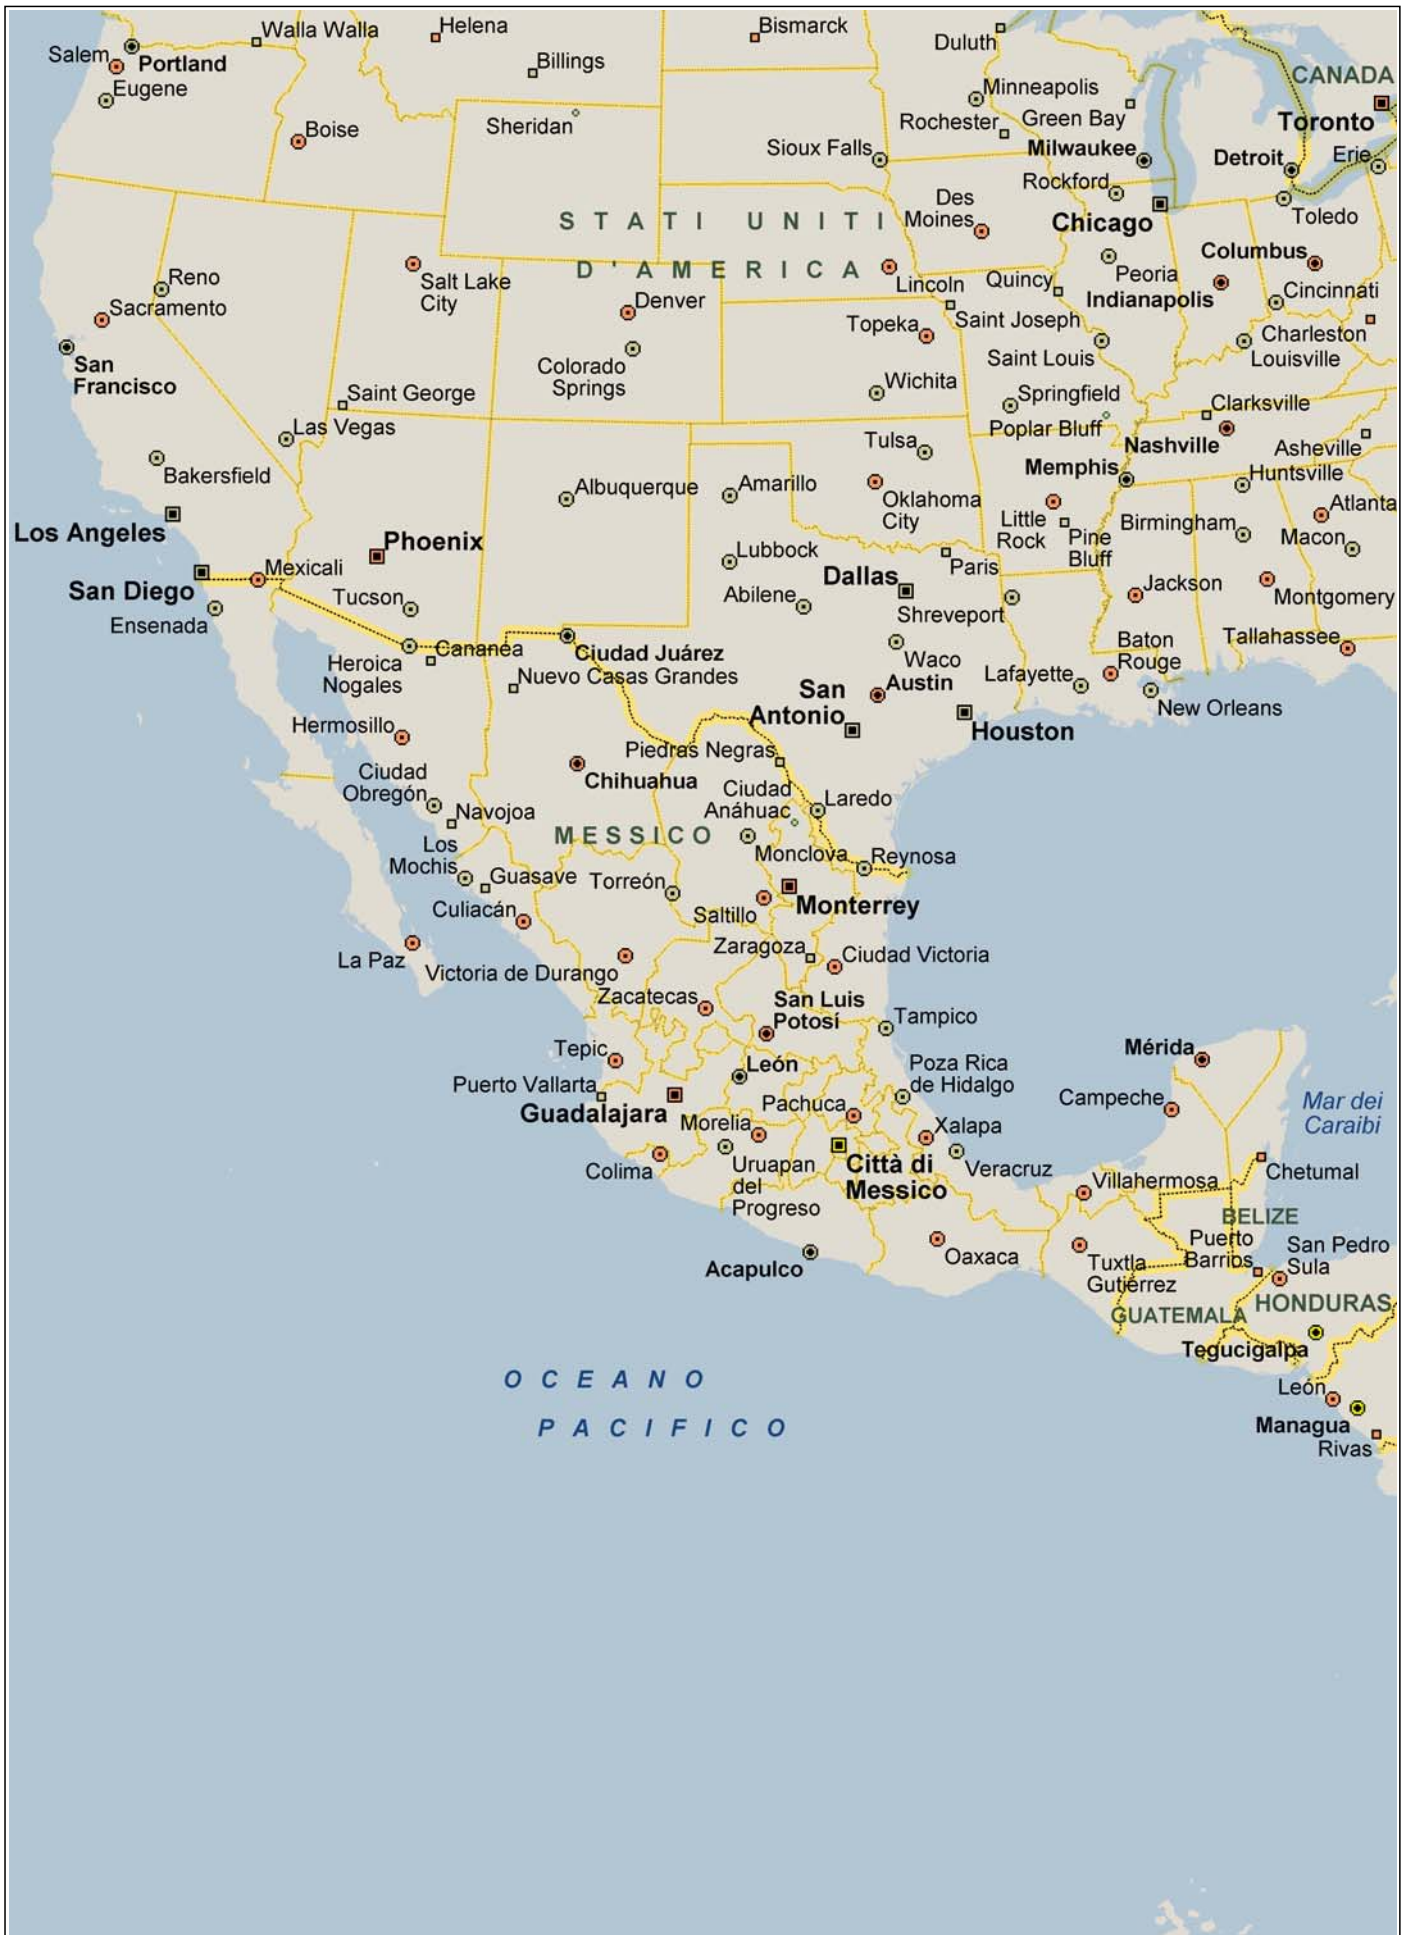 Walla Walla
Helena
Bismarck
Duluth
Salem
Portland
Billings
CANADA
Eugene
Minneapolis
Sheridan
Rochester
Green Bay
Toronto
Boise
Sioux Falls
Milwaukee
Detroit
Erie
Rockford
Des
Moines
STATI UNITI
Chicago
Toledo
Columbus
D'AMERICA
Reno
Salt Lake
City
Lincoln
Quincy
Peoria
Indianapolis
Cincinnati
Sacramento
Denver
Topeka
Saint Joseph
Charleston
San
Francisco
Colorado
Springs
Saint Louis
Louisville
Saint George
Wichita
Springfield
Clarksville
Las Vegas
Tulsa
Poplar Bluff
Nashville
Asheville
Bakersfield
Albuquerque
Amarillo
Memphis
Huntsville
Oklahoma
City
Atlanta
Los Angeles
Phoenix
Little
Rock
Pine
Bluff
Birmingham
Macon
Mexicali
Lubbock
Paris
San Diego
Tucson
Dallas
Jackson
Montgomery
Ensenada
Abilene
Shreveport
Cananea
Ciudad Juárez
Waco
Baton
Rouge
Tallahassee
Heroica
Nogales
Nuevo Casas Grandes
San
Antonio
Austin
Lafayette
New Orleans
Hermosillo
Houston
Piedras Negras
Ciudad
Obregón
Chihuahua
Ciudad
Anáhuac
Laredo
Navojoa
MESSICO
Los
Mochis
Monclova
Reynosa
Guasave
Torreón
Culiacán
Saltillo
Monterrey
La Paz
Zaragoza
Ciudad Victoria
Victoria de Durango
Zacatecas
San Luis
Potosí
Tampico
Tepic
León
Poza Rica
de Hidalgo
Mérida
Puerto Vallarta
Campeche
Mar dei
Caraibi
Guadalajara
Pachuca
Morelia
Xalapa
Colima
Uruapan
del
Progreso
Città di
Messico
Veracruz
Villahermosa
Chetumal
BELIZE
Acapulco
Oaxaca
Tuxtla
Gutiérrez
Puerto
Barrios
San Pedro
Sula
GUATEMALA
HONDURAS
Tegucigalpa
OCEANO
PACIFICO
León
Managua
Rivas